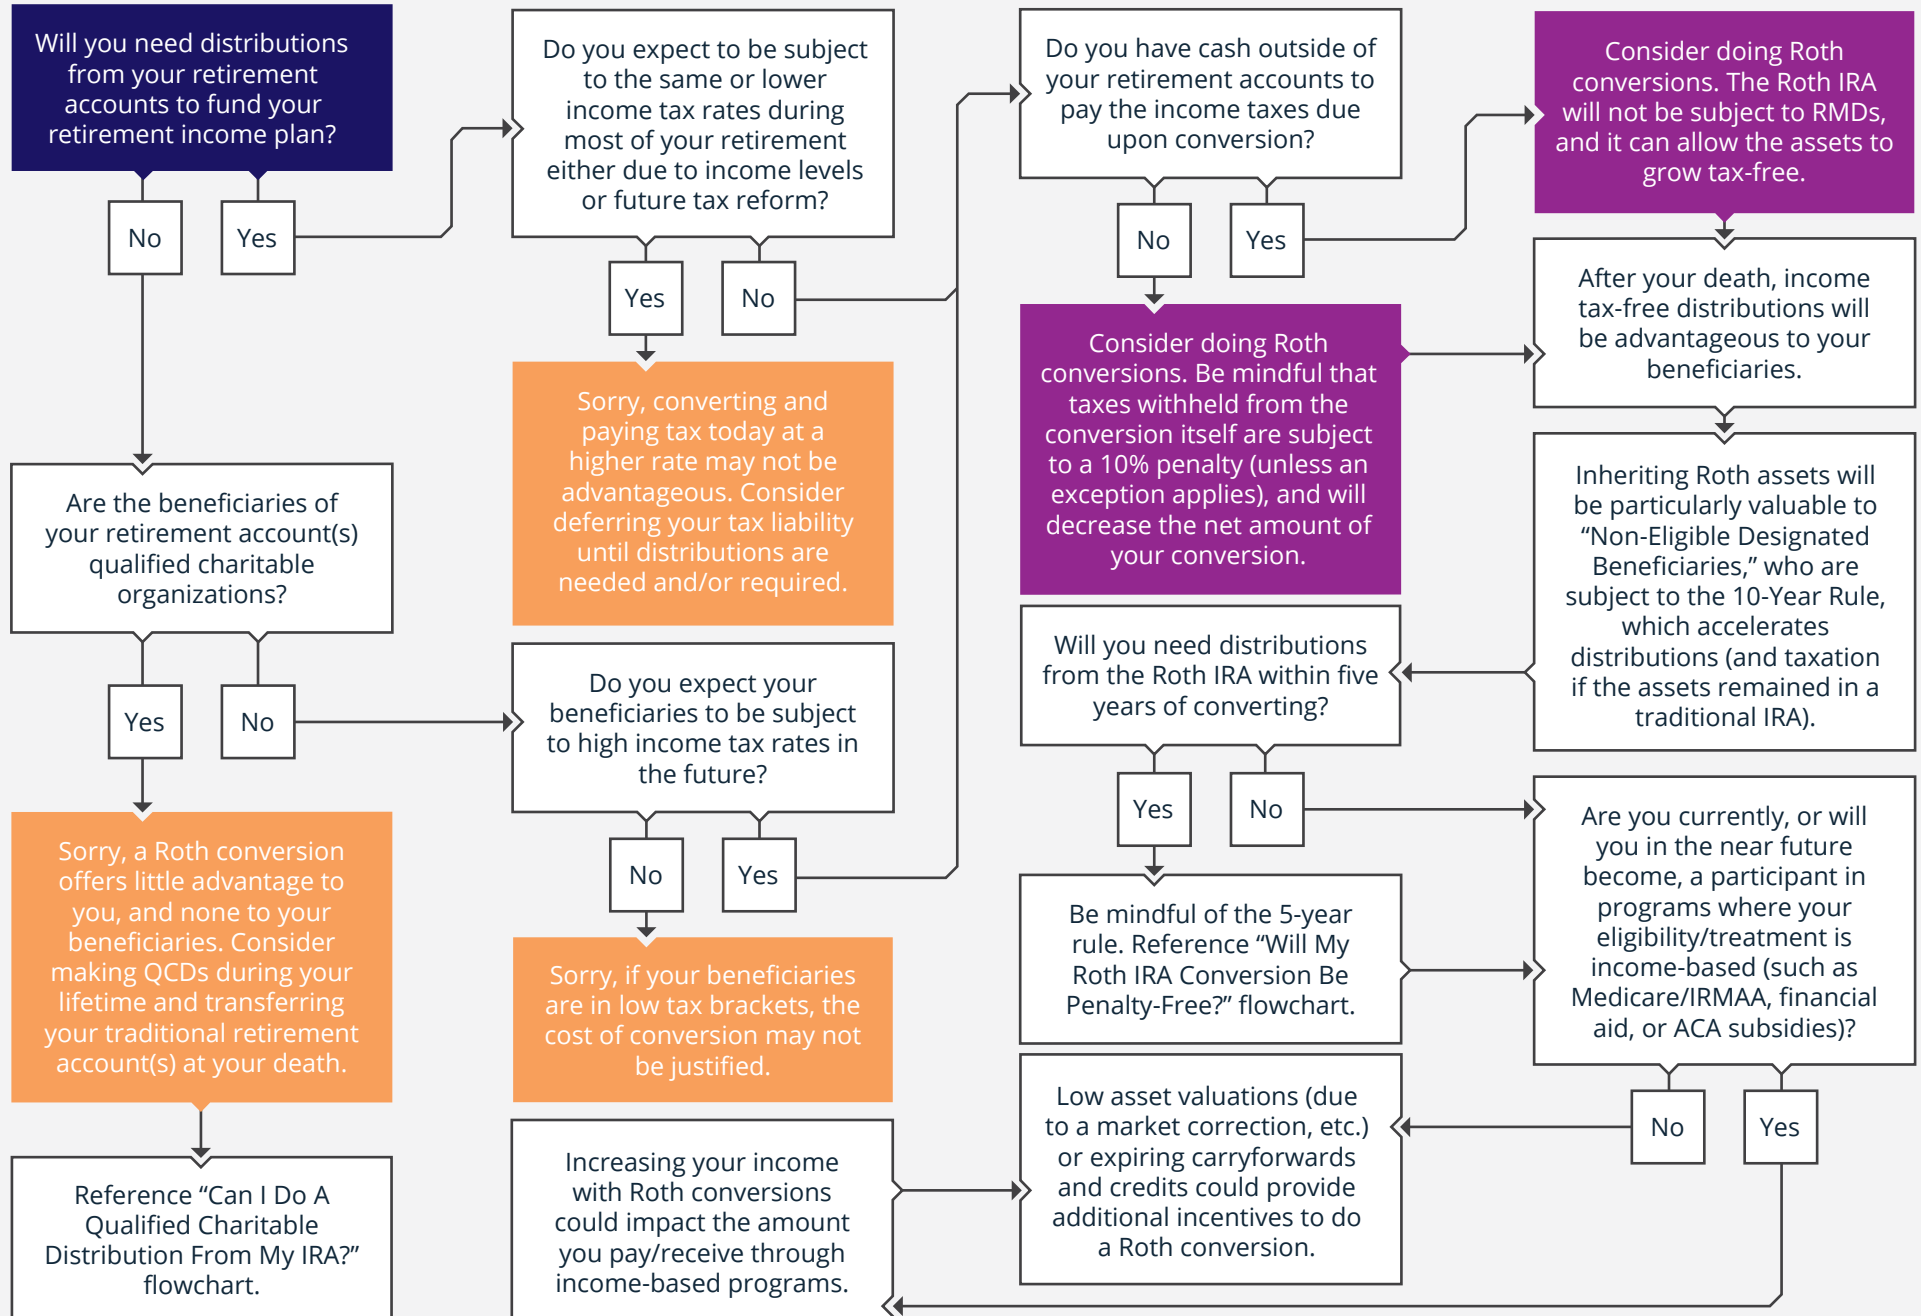 Will you need distributions
from your retirement
accounts to fund your
retirement income plan?
No
Yes
Are the beneficiaries of
your retirement account(s)
qualified charitable
organizations?
Yes
No
Sorry, a Roth conversion
offers little advantage to
you, and none to your
beneficiaries. Consider
making QCDs during your
lifetime and transferring
your traditional retirement
account(s) at your death.
Reference “Can I Do A
Qualified Charitable
Distribution From My IRA?”
flowchart.
Do you expect to be subject
to the same or lower
income tax rates during
most of your retirement
either due to income levels
or future tax reform?
Yes
No
Sorry, converting and
paying tax today at a
higher rate may not be
advantageous. Consider
deferring your tax liability
until distributions are
needed and/or required.
Do you expect your
beneficiaries to be subject
to high income tax rates in
the future?
No
Yes
Sorry, if your beneficiaries
are in low tax brackets, the
cost of conversion may not
be justified.
Increasing your income
with Roth conversions
could impact the amount
you pay/receive through
income-based programs.
Do you have cash outside of
your retirement accounts to
pay the income taxes due
upon conversion?
No
Yes
Consider doing Roth
conversions. Be mindful that
taxes withheld from the
conversion itself are subject
to a 10% penalty (unless an
exception applies), and will
decrease the net amount of
your conversion.
Will you need distributions
from the Roth IRA within five
years of converting?
Yes
No
Be mindful of the 5-year
rule. Reference “Will My
Roth IRA Conversion Be
Penalty-Free?” flowchart.
Low asset valuations (due
to a market correction, etc.)
or expiring carryforwards
and credits could provide
additional incentives to do
a Roth conversion.
Consider doing Roth
conversions. The Roth IRA
will not be subject to RMDs,
and it can allow the assets to
grow tax-free.
After your death, income
tax-free distributions will
be advantageous to your
beneficiaries.
Inheriting Roth assets will
be particularly valuable to
“Non-Eligible Designated
Beneficiaries,” who are
subject to the 10-Year Rule,
which accelerates
distributions (and taxation
if the assets remained in a
traditional IRA).
Are you currently, or will
you in the near future
become, a participant in
programs where your
eligibility/treatment is
income-based (such as
Medicare/IRMAA, financial
aid, or ACA subsidies)?
No
Yes